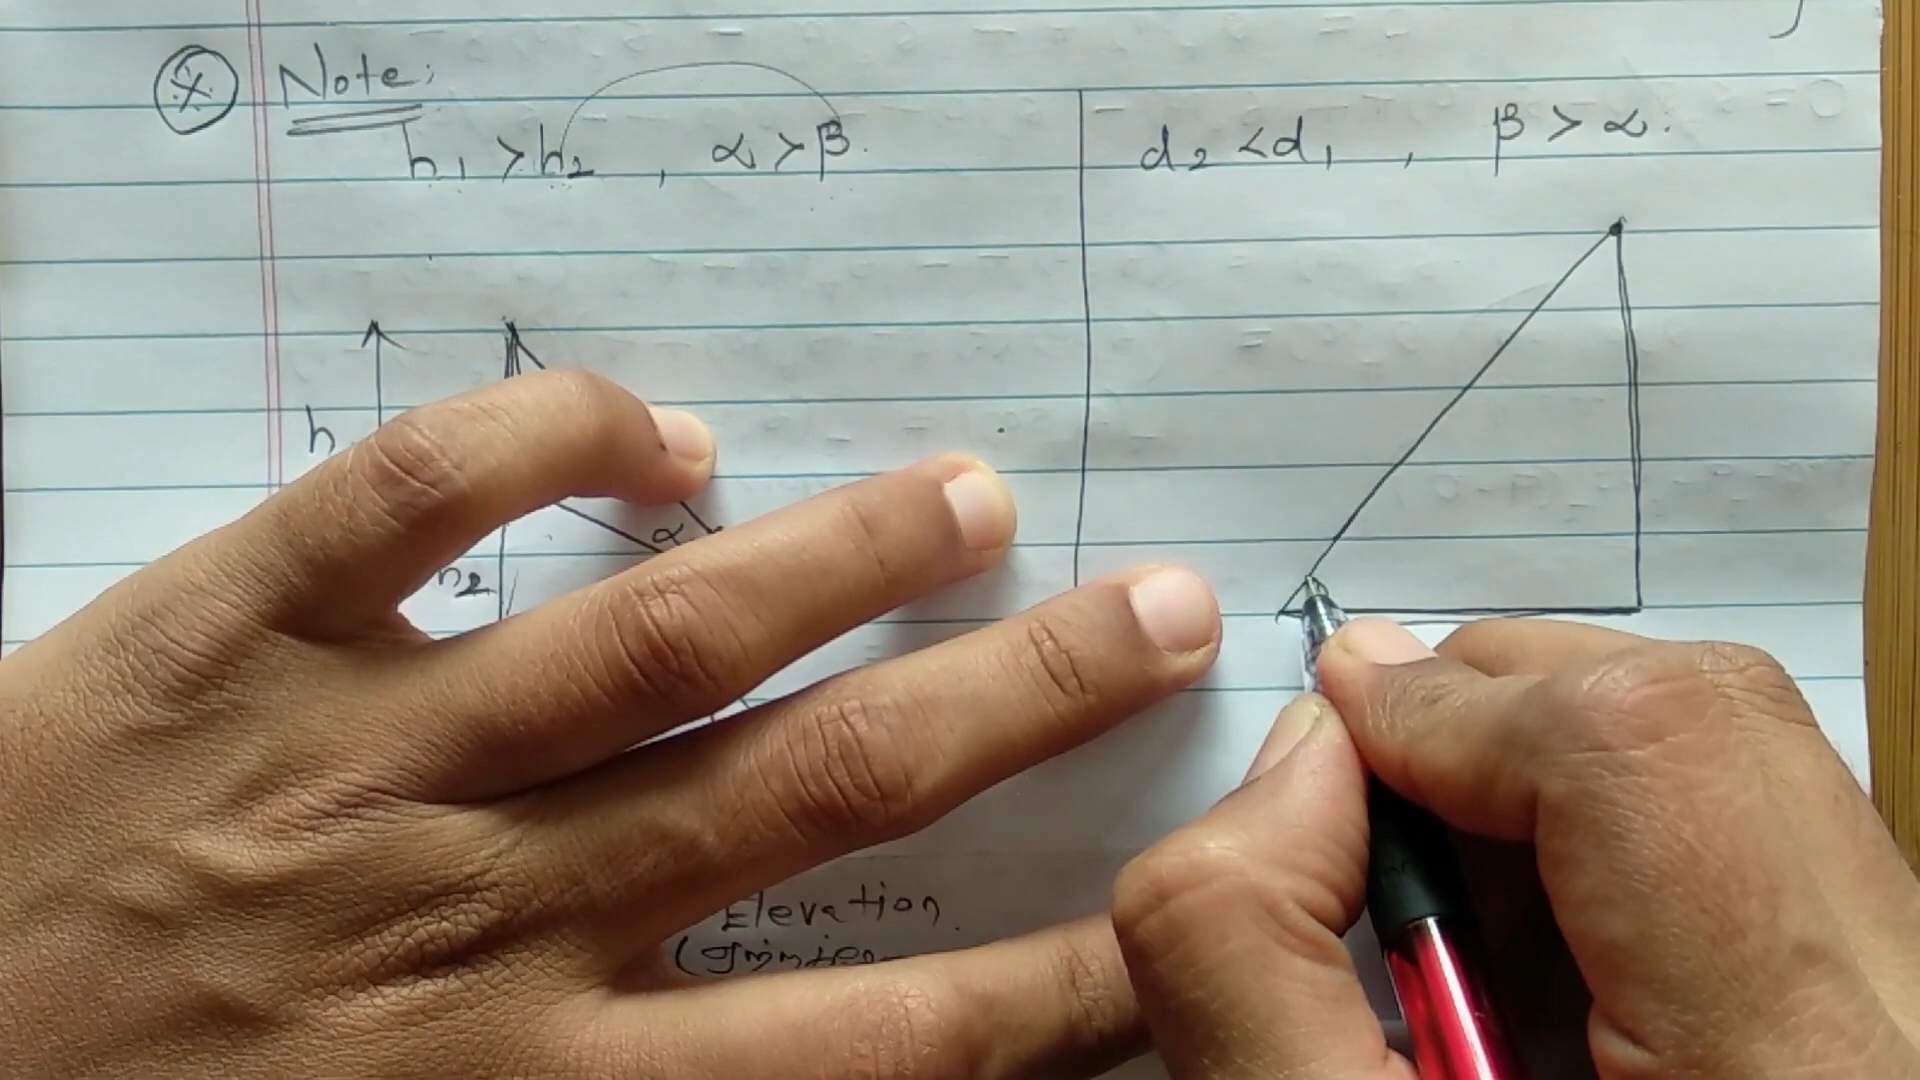 Note:
h₁ > h₂ , α > β.
d₂ < d₁ , β > α.
h
α
h₂
Elevation